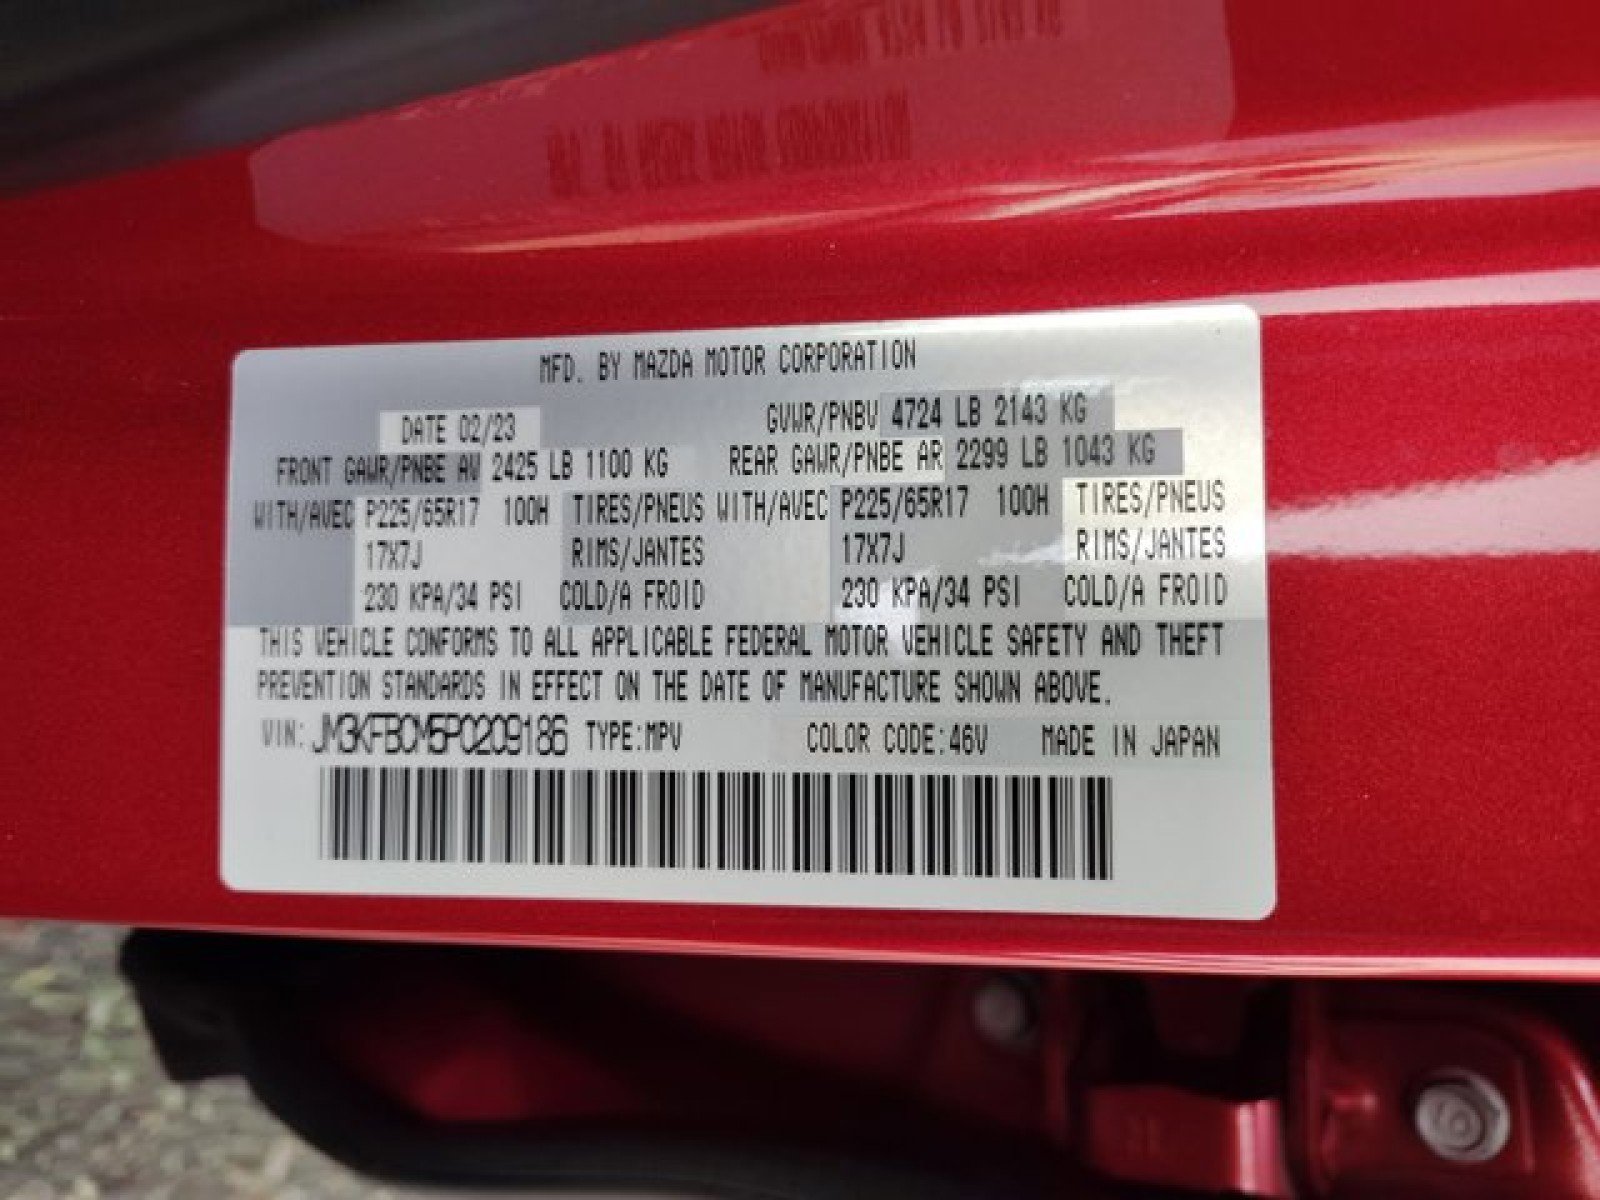 MFD. BY MAZDA MOTOR CORPORATION
DATE 02/23 GVWR/PNBV 4724 LB 2143 KG
FRONT GAWR/PNBE AV 2425 LB 1100 KG REAR GAWR/PNBE AR 2299 LB 1043 KG
WITH/AVEC P225/65R17 100H TIRES/PNEUS WITH/AVEC P225/65R17 100H TIRES/PNEUS
17X7J RIMS/JANTES 17X7J RIMS/JANTES
230 KPA/34 PSI COLD/A FROID 230 KPA/34 PSI COLD/A FROID
THIS VEHICLE CONFORMS TO ALL APPLICABLE FEDERAL MOTOR VEHICLE SAFETY AND THEFT
PREVENTION STANDARDS IN EFFECT ON THE DATE OF MANUFACTURE SHOWN ABOVE.
VIN: JM3KFBCM5P0209186 TYPE:MPV COLOR CODE:46V MADE IN JAPAN